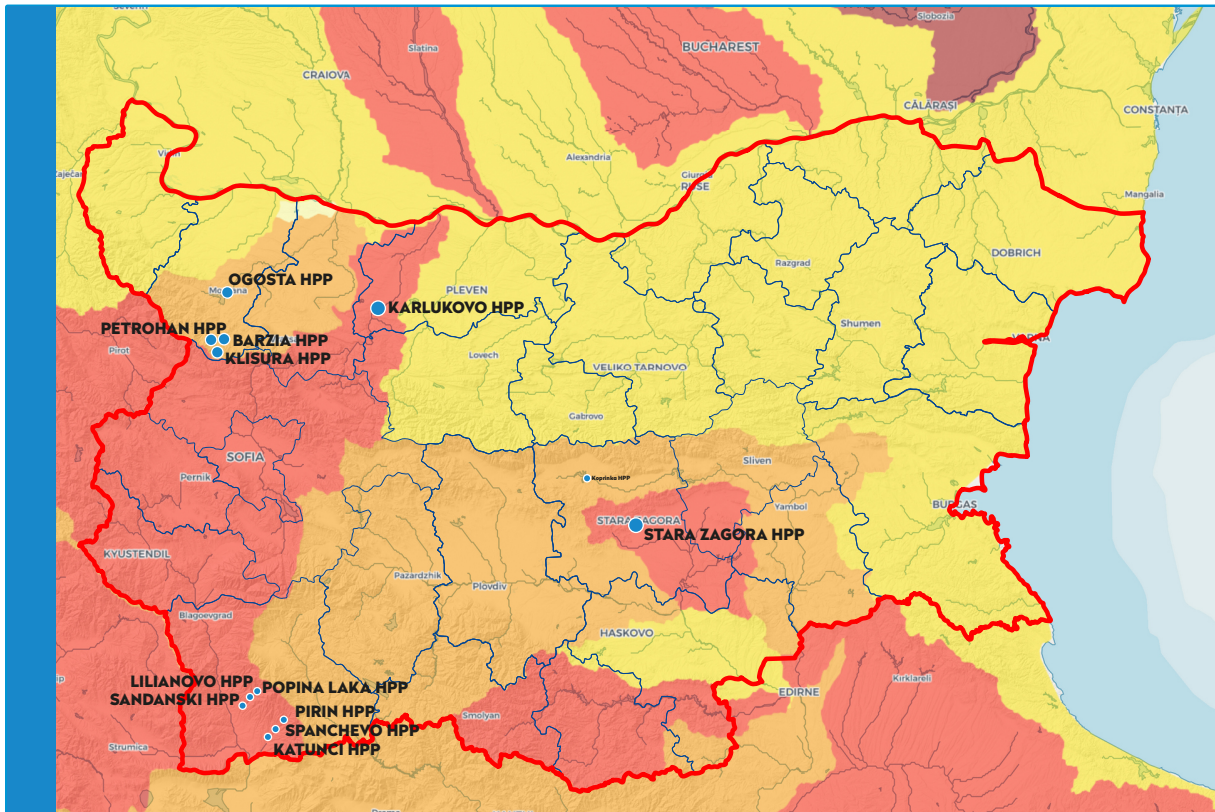 Severin
Slobozia
Slatina
BUCHAREST
CRAIOVA
CĂLĂRAȘI
CONSTANȚA
Alexandria
Zaječar
Giurgiu
RUSE
Mangalia
DOBRICH
Razgrad
OGOSTA HPP
PLEVEN
KARLUKOVO HPP
PETROHAN HPP
BARZIA HPP
KLISURA HPP
Pirot
Shumen
VARNA
Lovech
VELIKO TARNOVO
Gabrovo
SOFIA
Sliven
Pernik
Koprinka HPP
Yambol
BURGAS
STARA ZAGORA
STARA ZAGORA HPP
KYUSTENDIL
Pazardzhik
Plovdiv
Blagoevgrad
HASKOVO
LILIANOVO HPP
POPINA LAKA HPP
SANDANSKI HPP
EDIRNE
Kirklareli
PIRIN HPP
Smolyan
SPANCHEVO HPP
Strumica
KATUNCI HPP